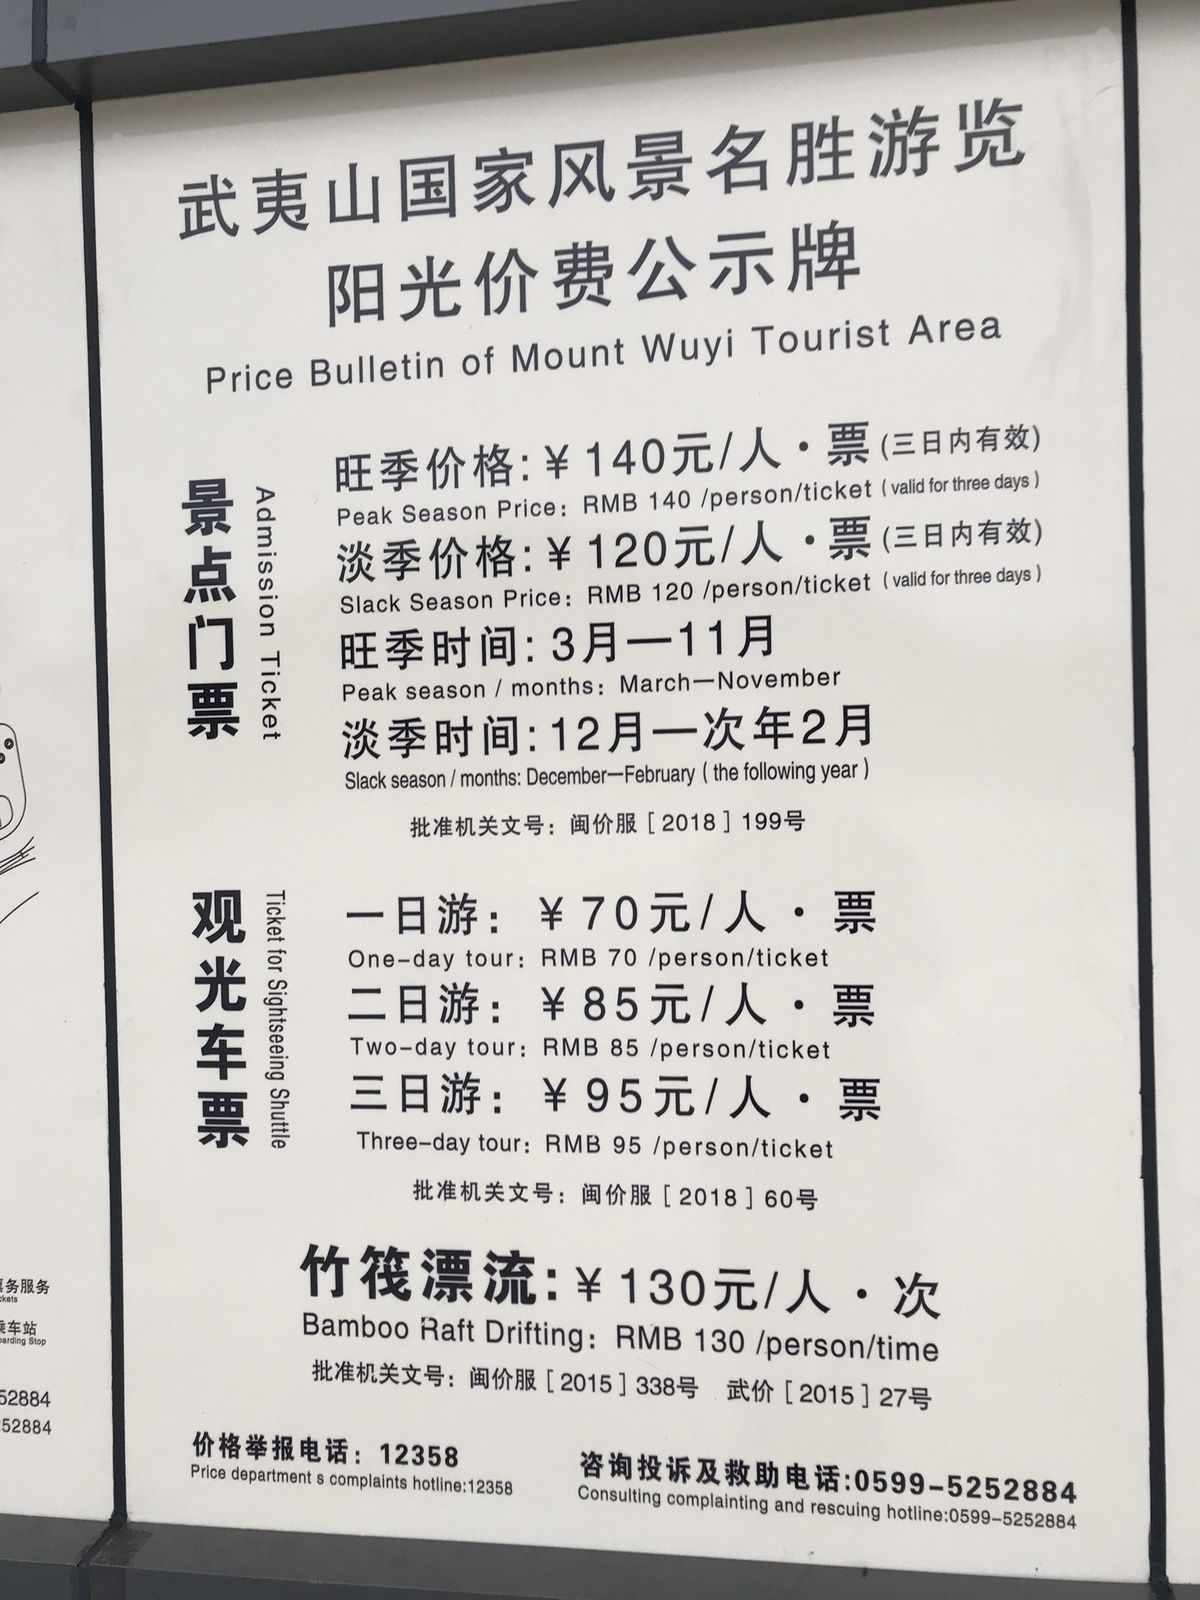 武夷山国家风景名胜游览
阳光价费公示牌
Price Bulletin of Mount Wuyi Tourist Area
景点门票
Admission Ticket
旺季价格:¥140元/人·票(三日内有效)
Peak Season Price: RMB 140 /person/ticket (valid for three days)
淡季价格:¥120元/人·票(三日内有效)
Slack Season Price: RMB 120 /person/ticket (valid for three days)
旺季时间:3月—11月
Peak season / months: March—November
淡季时间:12月—次年2月
Slack season / months: December—February (the following year)
批准机关文号: 闽价服[2018]199号
观光车票
Ticket for Sightseeing Shuttle
一日游: ¥70元/人·票
One-day tour: RMB 70 /person/ticket
二日游: ¥85元/人·票
Two-day tour: RMB 85 /person/ticket
三日游: ¥95元/人·票
Three-day tour: RMB 95 /person/ticket
批准机关文号: 闽价服[2018]60号
竹筏漂流:¥130元/人·次
Bamboo Raft Drifting: RMB 130 /person/time
批准机关文号: 闽价服[2015]338号 武价[2015]27号
价格举报电话: 12358
Price department s complaints hotline:12358
咨询投诉及救助电话:0599-5252884
Consulting complainting and rescuing hotline:0599-5252884
票务服务
ckets
乘车站
oarding Stop
52884
52884